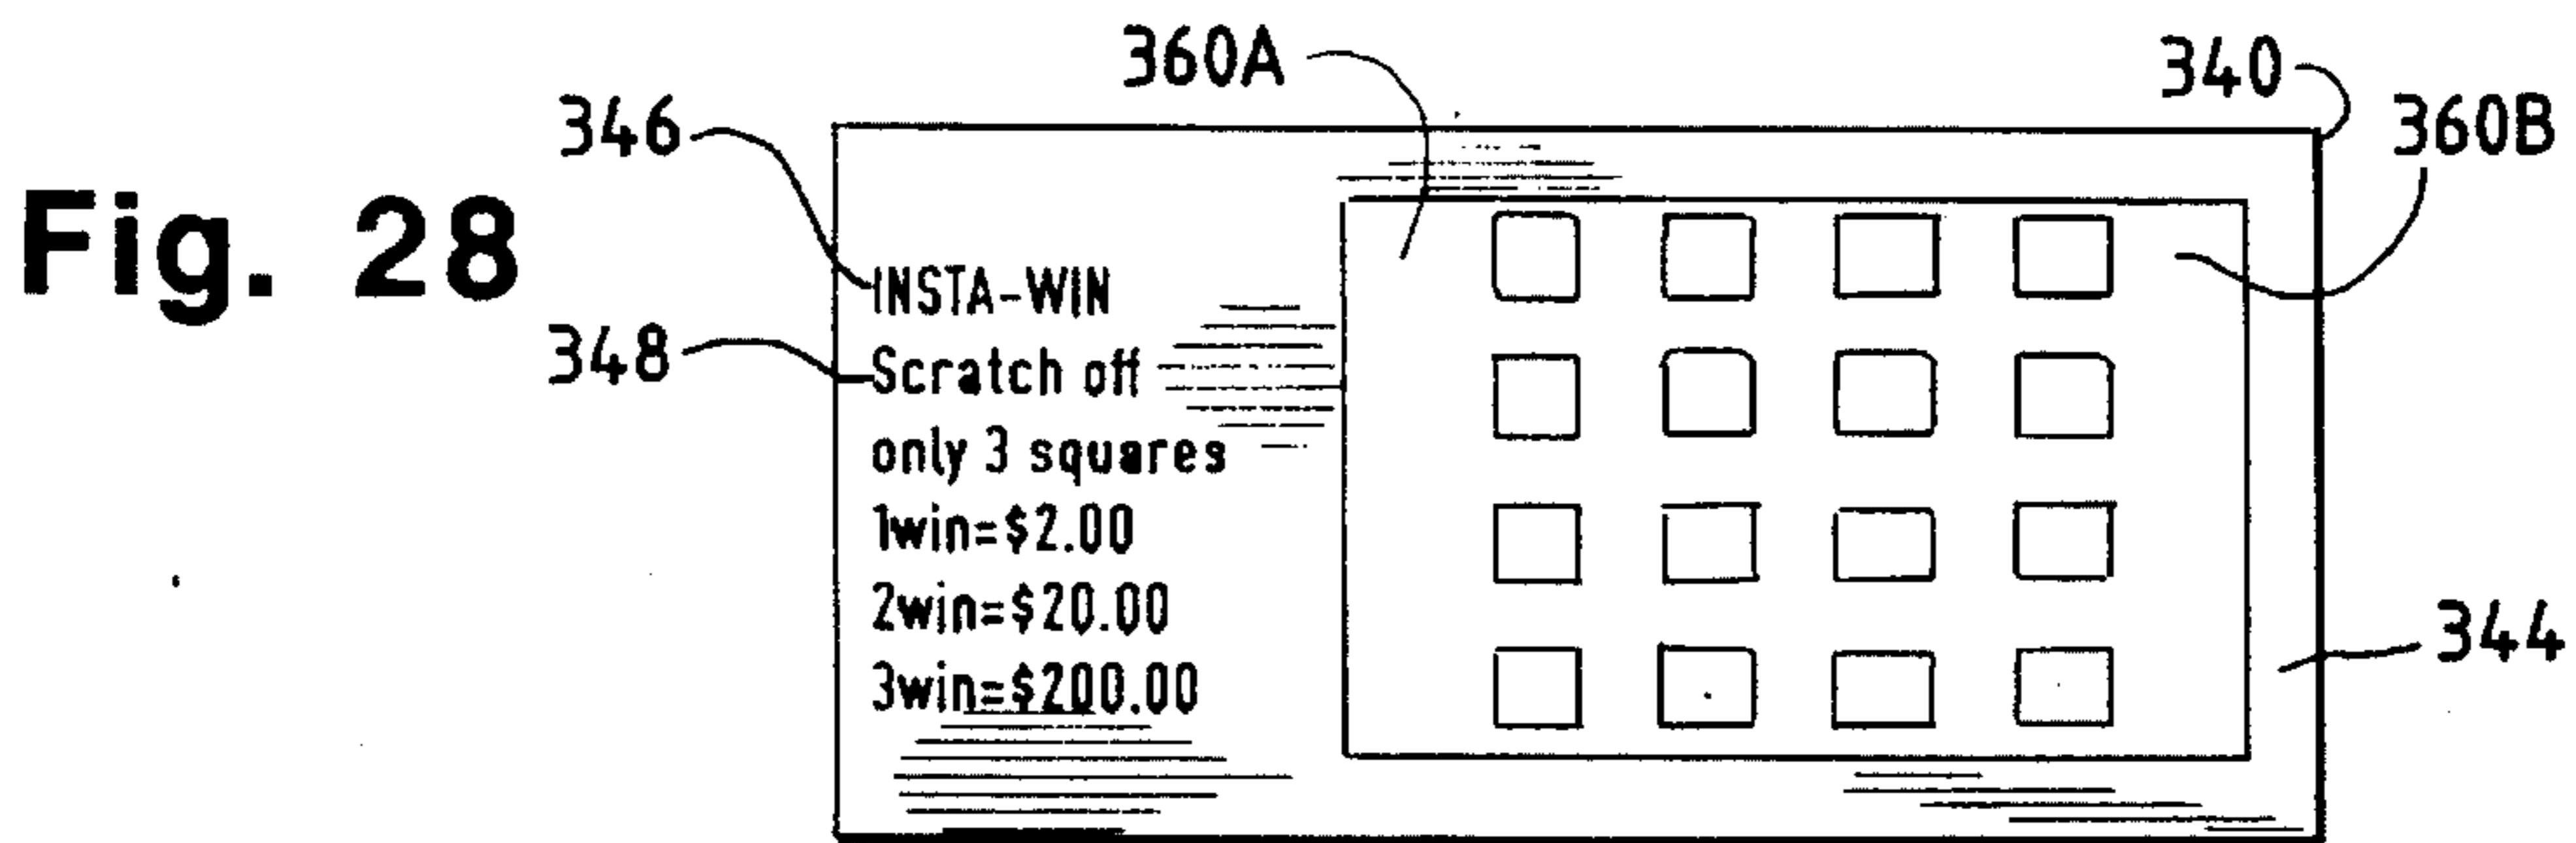 360A
340
346
360B
Fig. 28
INSTA-WIN
348
Scratch off
only 3 squares
1win=$2.00
2win=$20.00
344
3win=$200.00